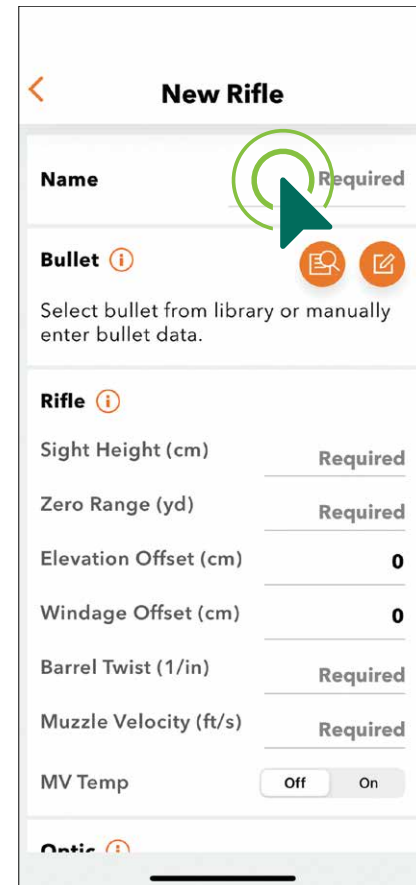 New Rifle
Name Required
Bullet
Select bullet from library or manually
enter bullet data.
Rifle
Sight Height (cm) Required
Zero Range (yd) Required
Elevation Offset (cm) 0
Windage Offset (cm) 0
Barrel Twist (1/in) Required
Muzzle Velocity (ft/s) Required
MV Temp Off On
Optic